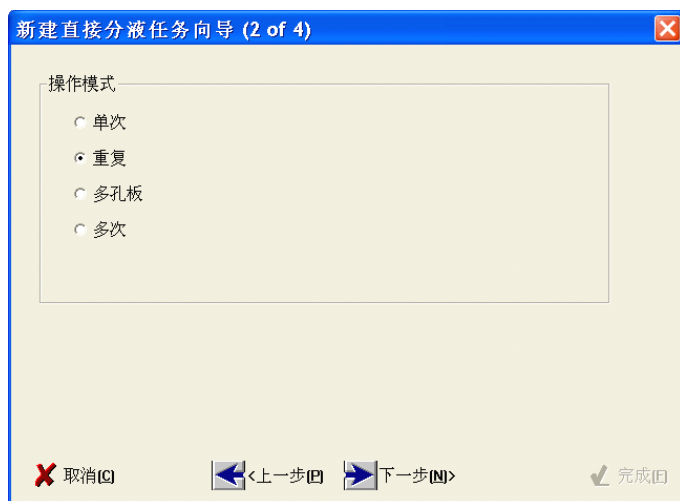 新建直接分液任务向导 (2 of 4)
操作模式
单次
重复
多孔板
多次
取消(C) <上一步(P) 下一步(N)> 完成(F)